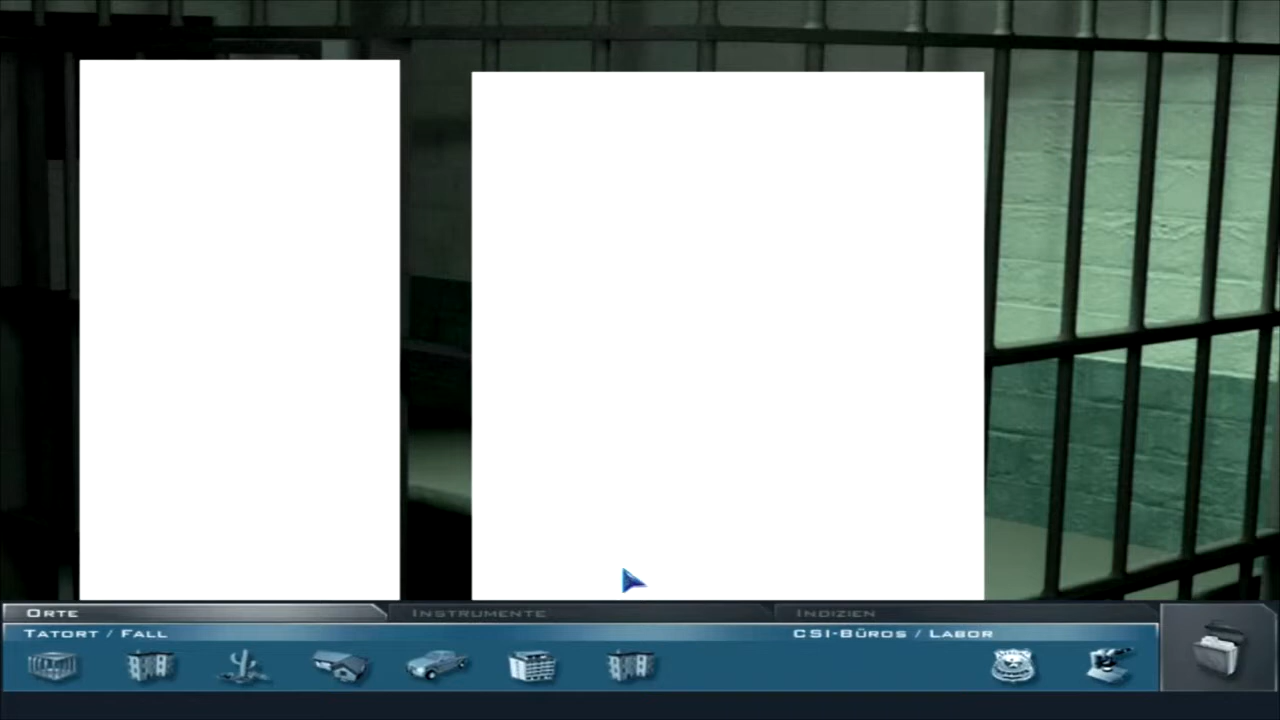 Orte
Instrumente
Indizien
Tatort / Fall
CSI-Büros / Labor